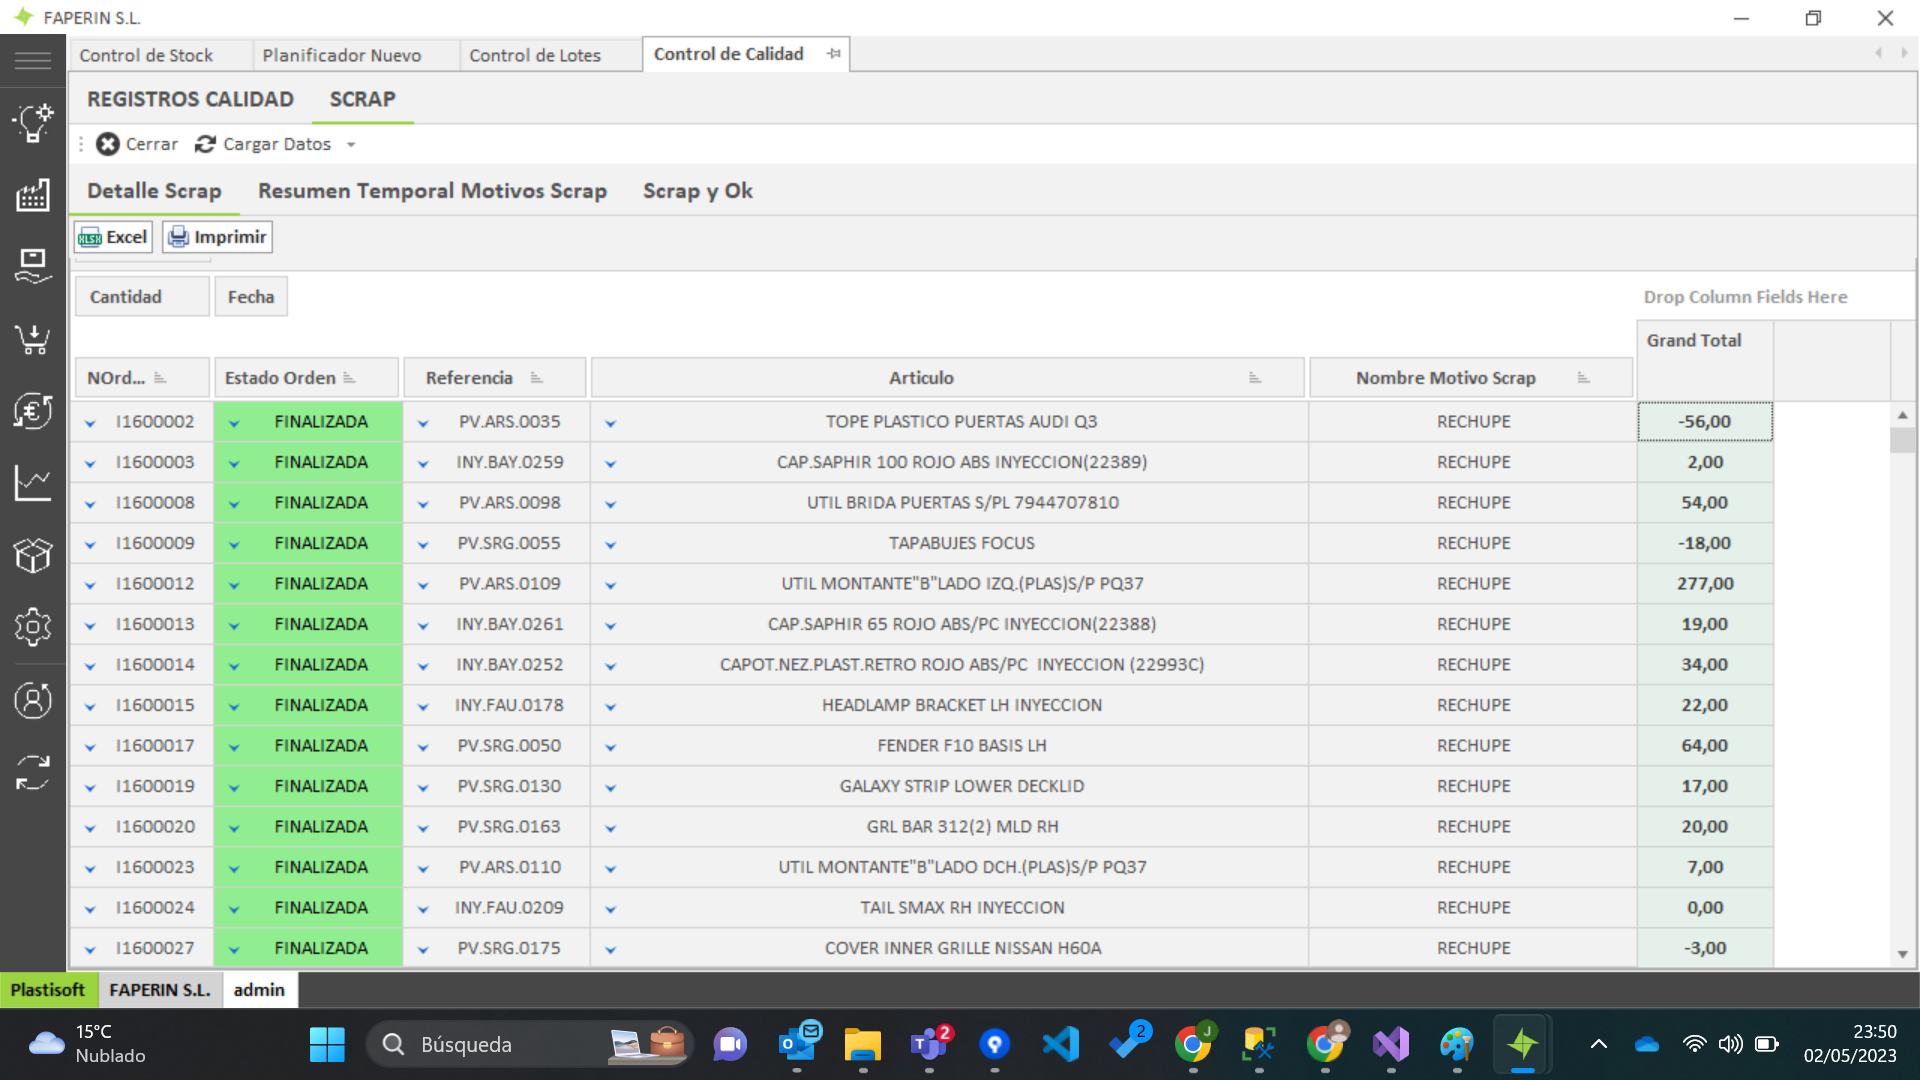 FAPERIN S.L.
Control de Stock Planificador Nuevo Control de Lotes Control de Calidad
REGISTROS CALIDAD SCRAP
Cerrar Cargar Datos
Detalle Scrap Resumen Temporal Motivos Scrap Scrap y Ok
XLSX Excel Imprimir
Cantidad Fecha Drop Column Fields Here
Grand Total
NOrd... Estado Orden Referencia Articulo Nombre Motivo Scrap
I1600002 FINALIZADA PV.ARS.0035 TOPE PLASTICO PUERTAS AUDI Q3 RECHUPE -56,00
I1600003 FINALIZADA INY.BAY.0259 CAP.SAPHIR 100 ROJO ABS INYECCION(22389) RECHUPE 2,00
I1600008 FINALIZADA PV.ARS.0098 UTIL BRIDA PUERTAS S/PL 7944707810 RECHUPE 54,00
I1600009 FINALIZADA PV.SRG.0055 TAPABUJES FOCUS RECHUPE -18,00
I1600012 FINALIZADA PV.ARS.0109 UTIL MONTANTE"B"LADO IZQ.(PLAS)S/P PQ37 RECHUPE 277,00
I1600013 FINALIZADA INY.BAY.0261 CAP.SAPHIR 65 ROJO ABS/PC INYECCION(22388) RECHUPE 19,00
I1600014 FINALIZADA INY.BAY.0252 CAPOT.NEZ.PLAST.RETRO ROJO ABS/PC INYECCION (22993C) RECHUPE 34,00
I1600015 FINALIZADA INY.FAU.0178 HEADLAMP BRACKET LH INYECCION RECHUPE 22,00
I1600017 FINALIZADA PV.SRG.0050 FENDER F10 BASIS LH RECHUPE 64,00
I1600019 FINALIZADA PV.SRG.0130 GALAXY STRIP LOWER DECKLID RECHUPE 17,00
I1600020 FINALIZADA PV.SRG.0163 GRL BAR 312(2) MLD RH RECHUPE 20,00
I1600023 FINALIZADA PV.ARS.0110 UTIL MONTANTE"B"LADO DCH.(PLAS)S/P PQ37 RECHUPE 7,00
I1600024 FINALIZADA INY.FAU.0209 TAIL SMAX RH INYECCION RECHUPE 0,00
I1600027 FINALIZADA PV.SRG.0175 COVER INNER GRILLE NISSAN H60A RECHUPE -3,00
Plastisoft FAPERIN S.L. admin
15°C
Nublado
Búsqueda
2
2
J
23:50
02/05/2023